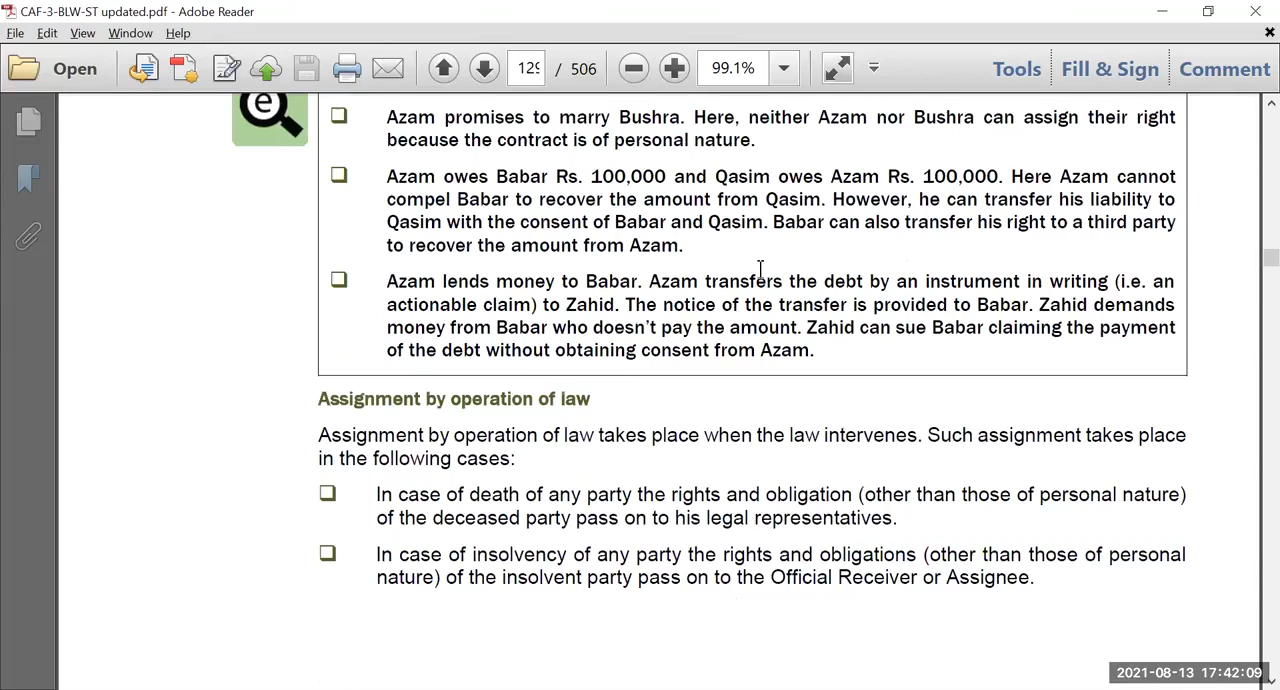 CAF-3-BLW-ST updated.pdf - Adobe Reader
File Edit View Window Help
Open / 506 99.1% Tools Fill & Sign Comment
Azam promises to marry Bushra. Here, neither Azam nor Bushra can assign their right
because the contract is of personal nature.
Azam owes Babar Rs. 100,000 and Qasim owes Azam Rs. 100,000. Here Azam cannot
compel Babar to recover the amount from Qasim. However, he can transfer his liability to
Qasim with the consent of Babar and Qasim. Babar can also transfer his right to a third party
to recover the amount from Azam.
Azam lends money to Babar. Azam transfers the debt by an instrument in writing (i.e. an
actionable claim) to Zahid. The notice of the transfer is provided to Babar. Zahid demands
money from Babar who doesn't pay the amount. Zahid can sue Babar claiming the payment
of the debt without obtaining consent from Azam.
Assignment by operation of law
Assignment by operation of law takes place when the law intervenes. Such assignment takes place
in the following cases:
In case of death of any party the rights and obligation (other than those of personal nature)
of the deceased party pass on to his legal representatives.
In case of insolvency of any party the rights and obligations (other than those of personal
nature) of the insolvent party pass on to the Official Receiver or Assignee.
2021-08-13 17:42:09